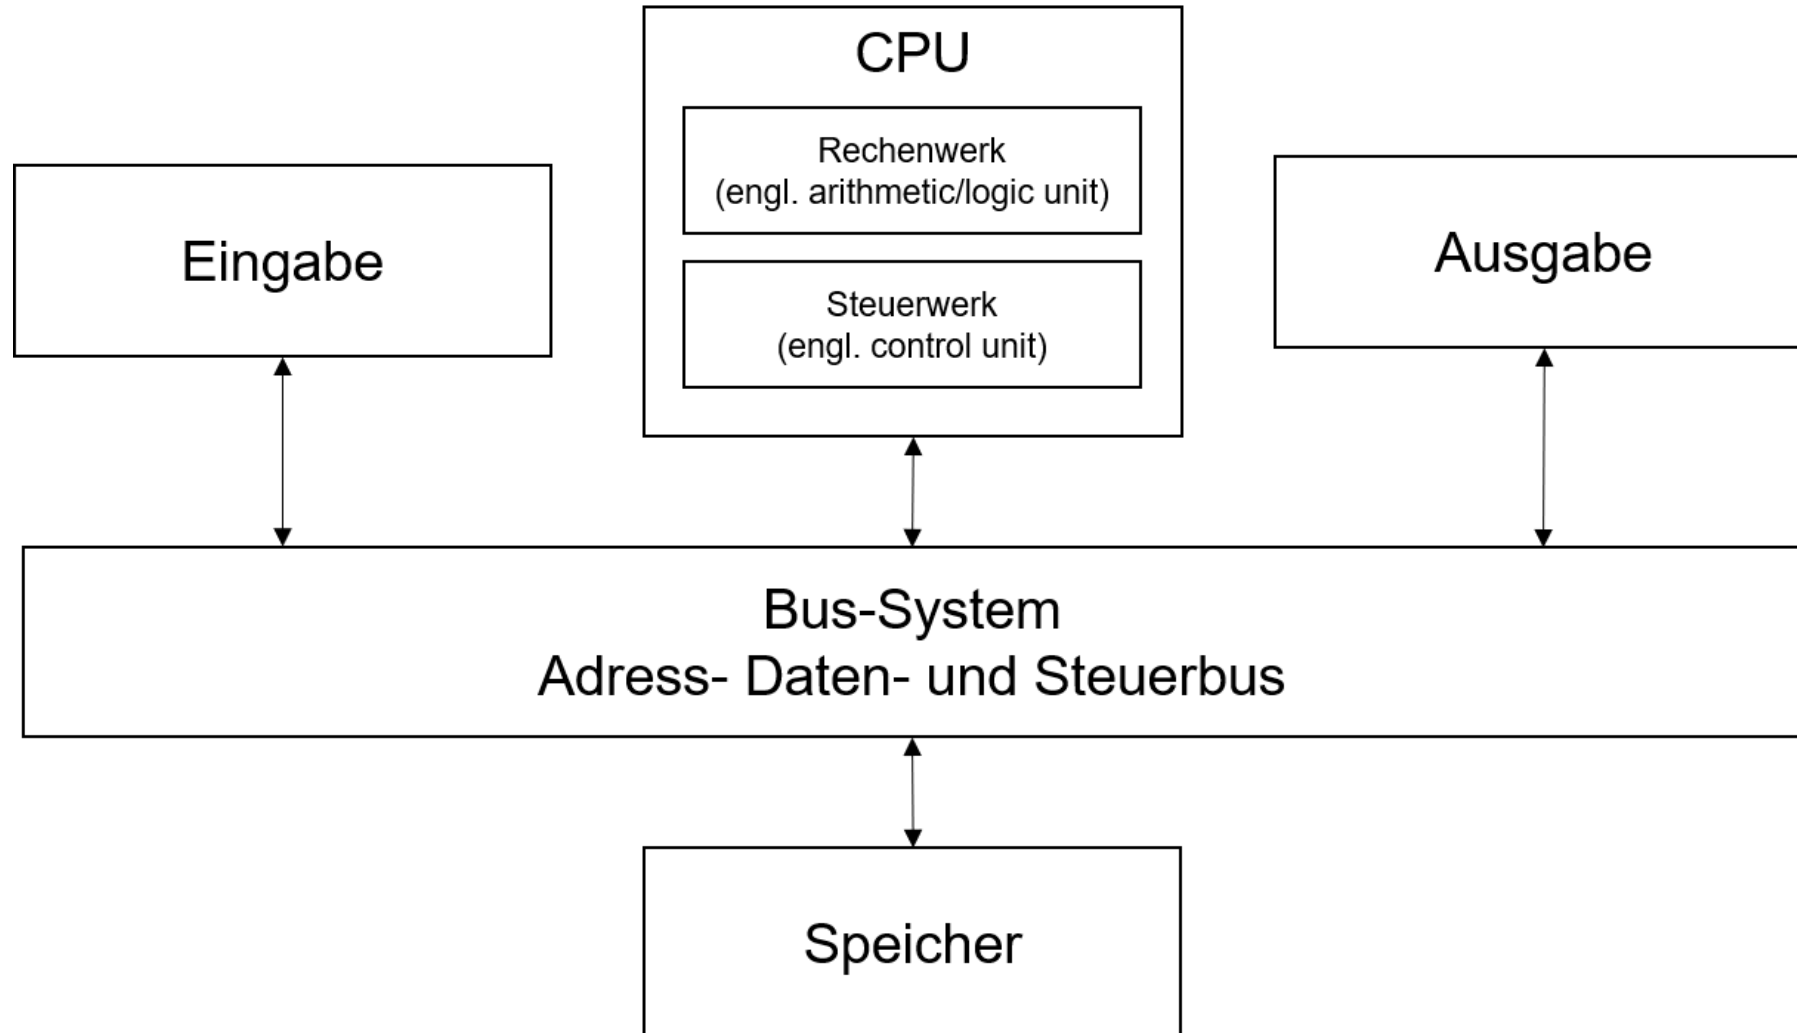 CPU
Rechenwerk
(engl. arithmetic/logic unit)
Eingabe
Steuerwerk
(engl. control unit)
Ausgabe
Bus-System
Adress- Daten- und Steuerbus
Speicher